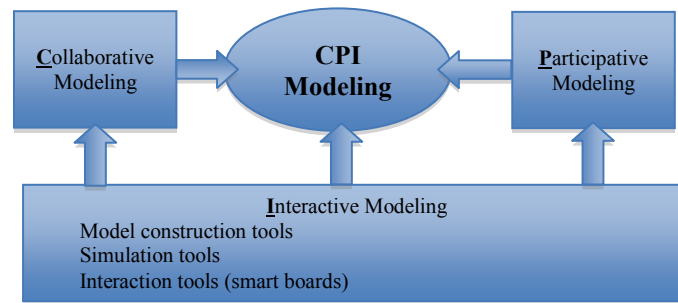 Collaborative
Modeling
CPI
Modeling
Participative
Modeling
Interactive Modeling
Model construction tools
Simulation tools
Interaction tools (smart boards)